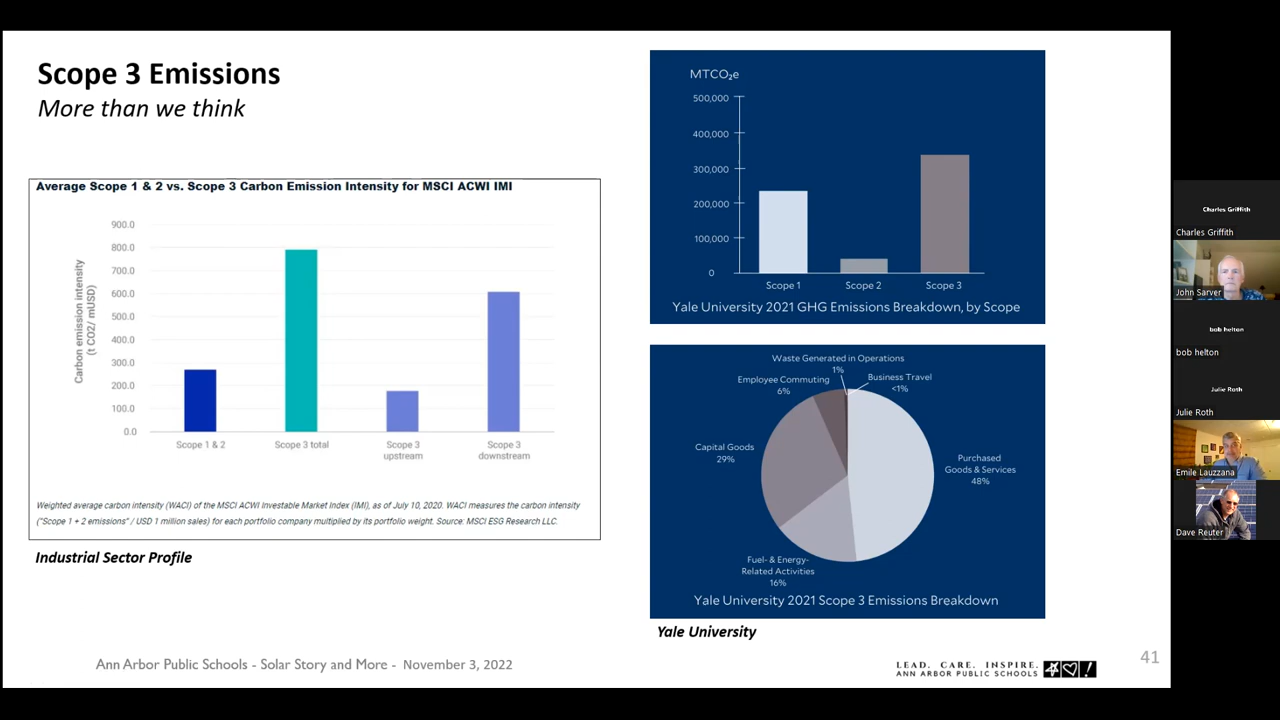 Scope 3 Emissions
More than we think
Average Scope 1 & 2 vs. Scope 3 Carbon Emission Intensity for MSCI ACWI IMI
Carbon emission intensity
(t CO2/ mUSD)
900.0
800.0
700.0
600.0
500.0
400.0
300.0
200.0
100.0
0.0
Scope 1 & 2
Scope 3 total
Scope 3
upstream
Scope 3
downstream
Weighted average carbon intensity (WACI) of the MSCI ACWI Investable Market Index (IMI), as of July 10, 2020. WACI measures the carbon intensity
("Scope 1 + 2 emissions" / USD 1 million sales) for each portfolio company multiplied by its portfolio weight. Source: MSCI ESG Research LLC.
Industrial Sector Profile
MTCO₂e
500,000
400,000
300,000
200,000
100,000
0
Scope 1
Scope 2
Scope 3
Yale University 2021 GHG Emissions Breakdown, by Scope
Waste Generated in Operations
1%
Business Travel
<1%
Employee Commuting
6%
Capital Goods
29%
Purchased
Goods & Services
48%
Fuel- & Energy-
Related Activities
16%
Yale University 2021 Scope 3 Emissions Breakdown
Yale University
Ann Arbor Public Schools - Solar Story and More - November 3, 2022
LEAD. CARE. INSPIRE.
ANN ARBOR PUBLIC SCHOOLS
41
Charles Griffith
Charles Griffith
John Sarver
bob helton
bob helton
Julie Roth
Julie Roth
Emile Lauzzana
Dave Reuter